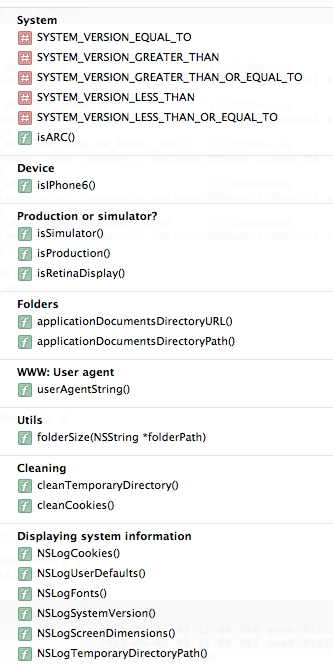 System
# SYSTEM_VERSION_EQUAL_TO
# SYSTEM_VERSION_GREATER_THAN
# SYSTEM_VERSION_GREATER_THAN_OR_EQUAL_TO
# SYSTEM_VERSION_LESS_THAN
# SYSTEM_VERSION_LESS_THAN_OR_EQUAL_TO
f isARC()
Device
f isIPhone6()
Production or simulator?
f isSimulator()
f isProduction()
f isRetinaDisplay()
Folders
f applicationDocumentsDirectoryURL()
f applicationDocumentsDirectoryPath()
WWW: User agent
f userAgentString()
Utils
f folderSize(NSString *folderPath)
Cleaning
f cleanTemporaryDirectory()
f cleanCookies()
Displaying system information
f NSLogCookies()
f NSLogUserDefaults()
f NSLogFonts()
f NSLogSystemVersion()
f NSLogScreenDimensions()
f NSLogTemporaryDirectoryPath()